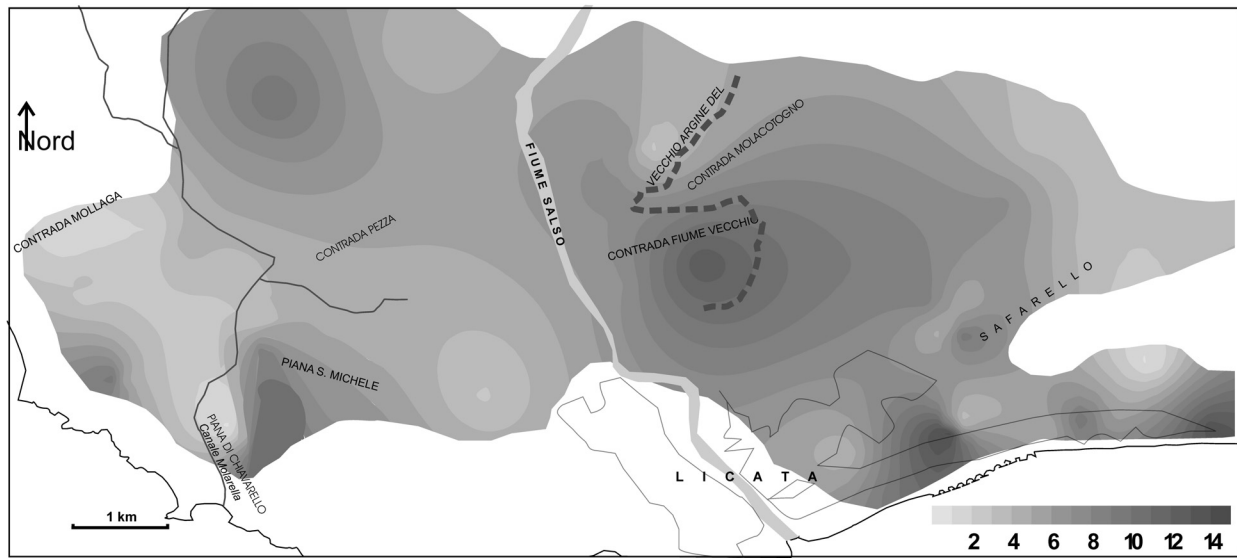 Nord
CONTRADA MOLLAGA
CONTRADA PEZZA
FIUME SALSO
VECCHIO ARGINE DEL
CONTRADA MOLACOTOGNO
CONTRADA FIUME VECCHIO
SAFARELLO
PIANA S. MICHELE
PIANA DI CHIAVARELLO
Canale Molarella
LICATA
1 km
2 4 6 8 10 12 14